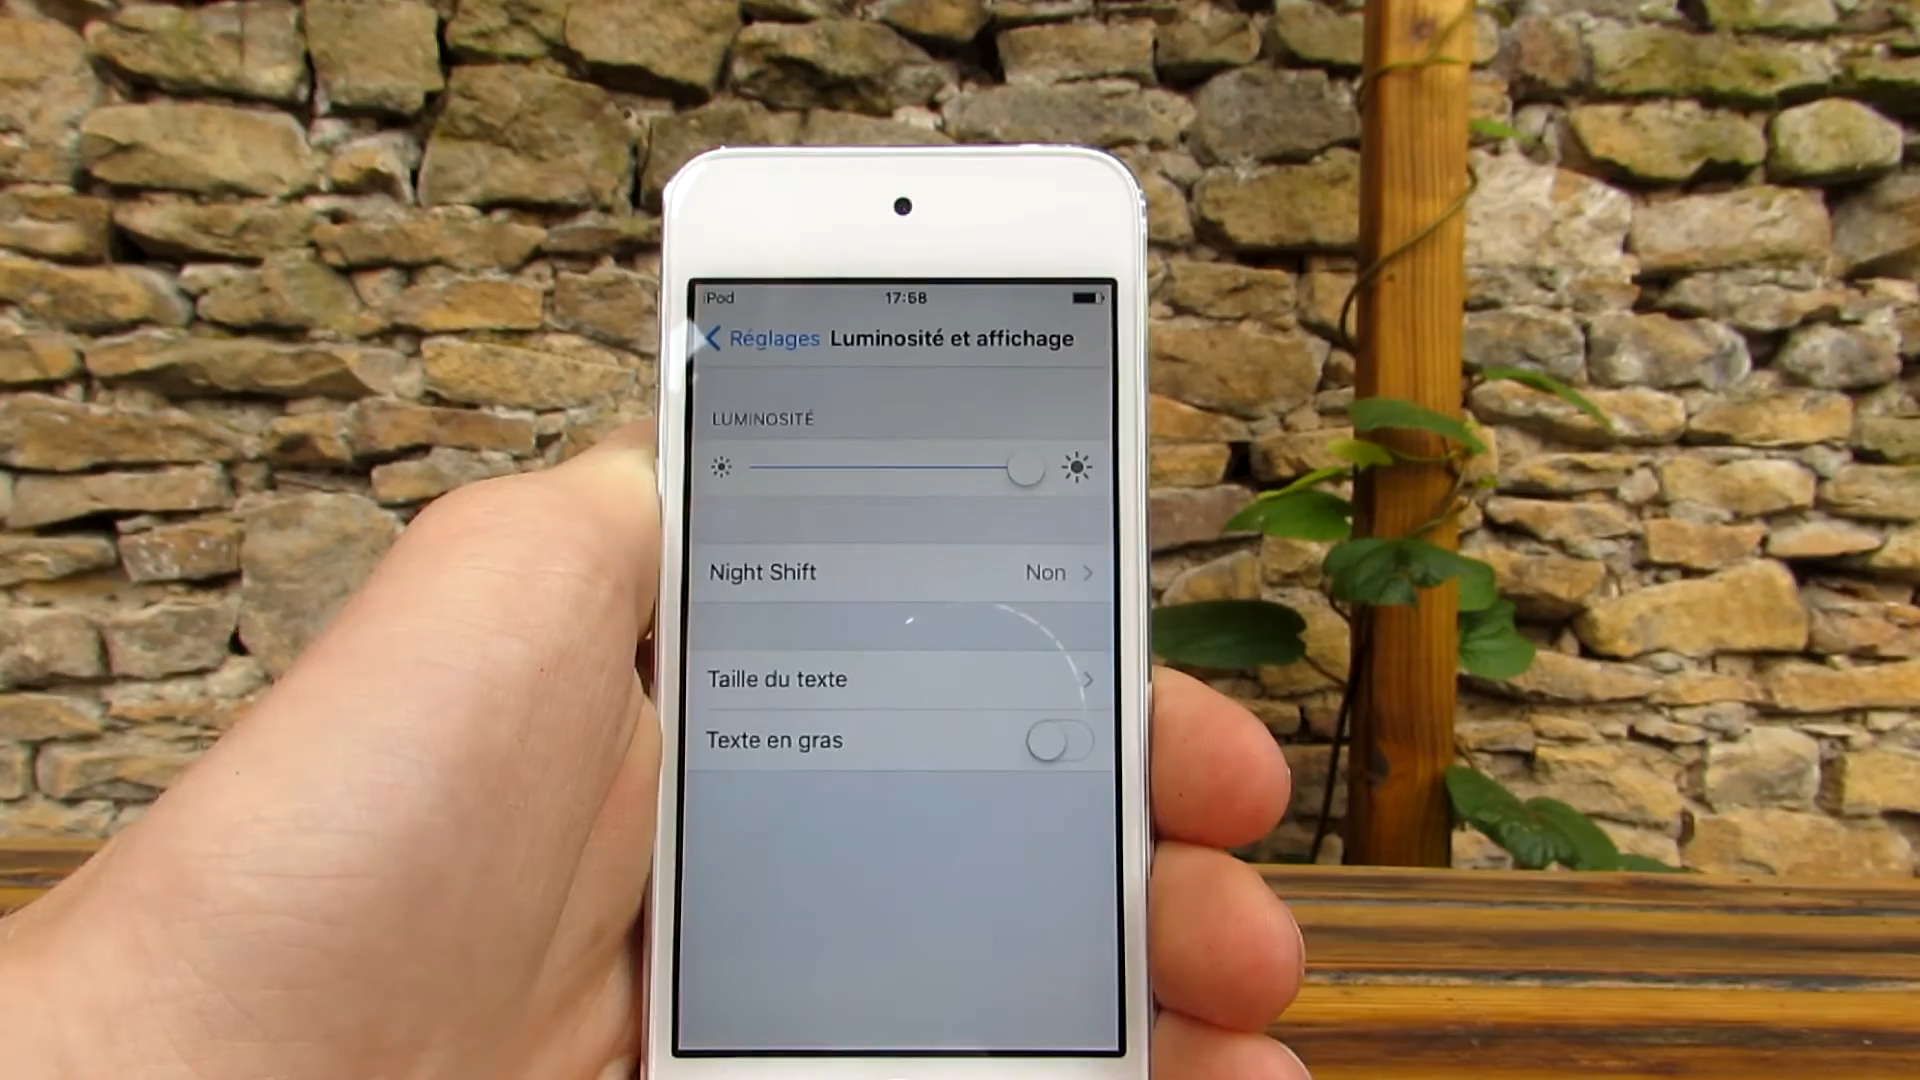 iPod 17:58
Réglages Luminosité et affichage
LUMINOSITÉ
Night Shift Non
Taille du texte
Texte en gras